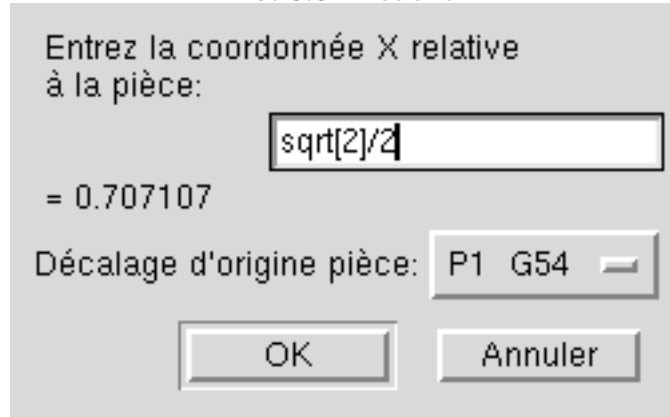 Entrez la coordonnée X relative
à la pièce:
sqrt[2]/2
= 0.707107
Décalage d'origine pièce: P1 G54
OK Annuler